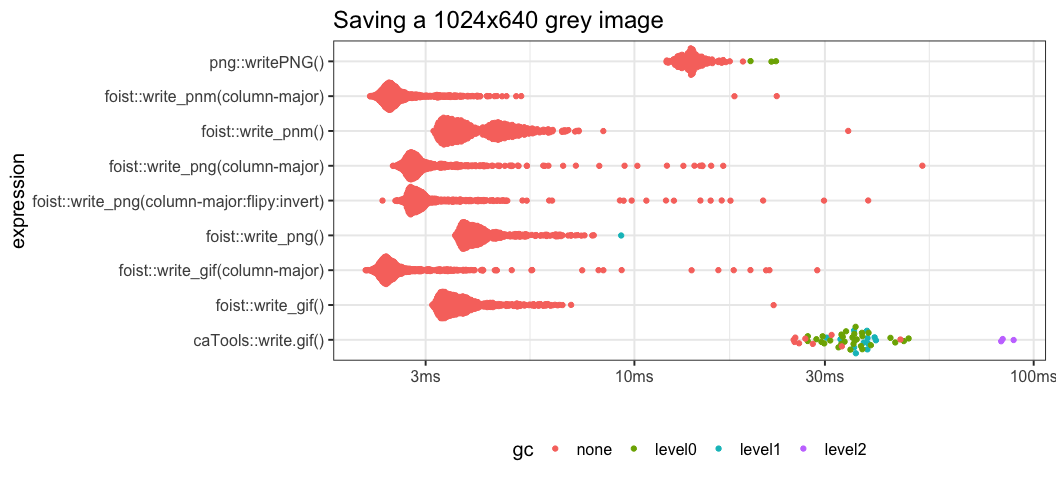 Saving a 1024x640 grey image
expression
png::writePNG()
foist::write_pnm(column-major)
foist::write_pnm()
foist::write_png(column-major)
foist::write_png(column-major:flipy:invert)
foist::write_png()
foist::write_gif(column-major)
foist::write_gif()
caTools::write.gif()
3ms 10ms 30ms 100ms
gc none level0 level1 level2